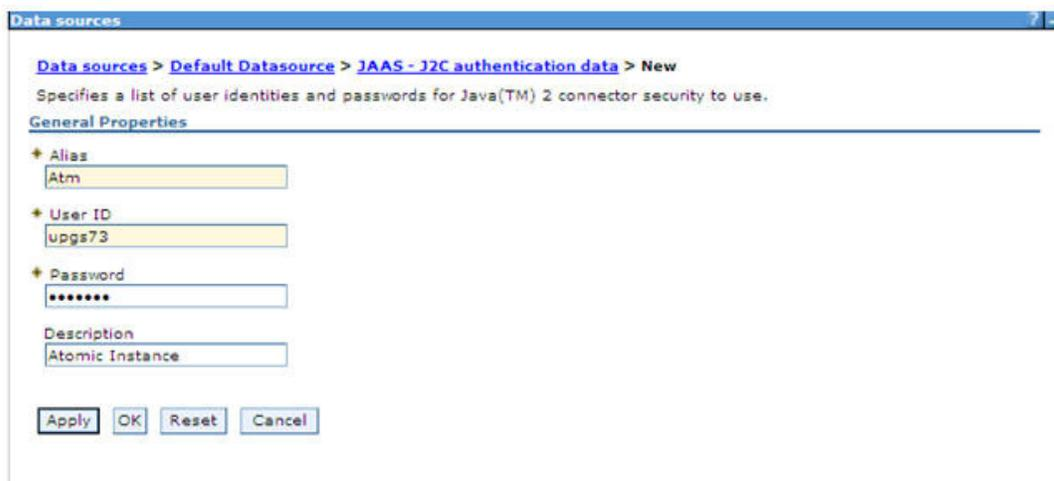 Data sources
?
Data sources > Default Datasource > JAAS - J2C authentication data > New
Specifies a list of user identities and passwords for Java(TM) 2 connector security to use.
General Properties
Alias
Atm
User ID
upgs73
Password
•••••••
Description
Atomic Instance
Apply OK Reset Cancel